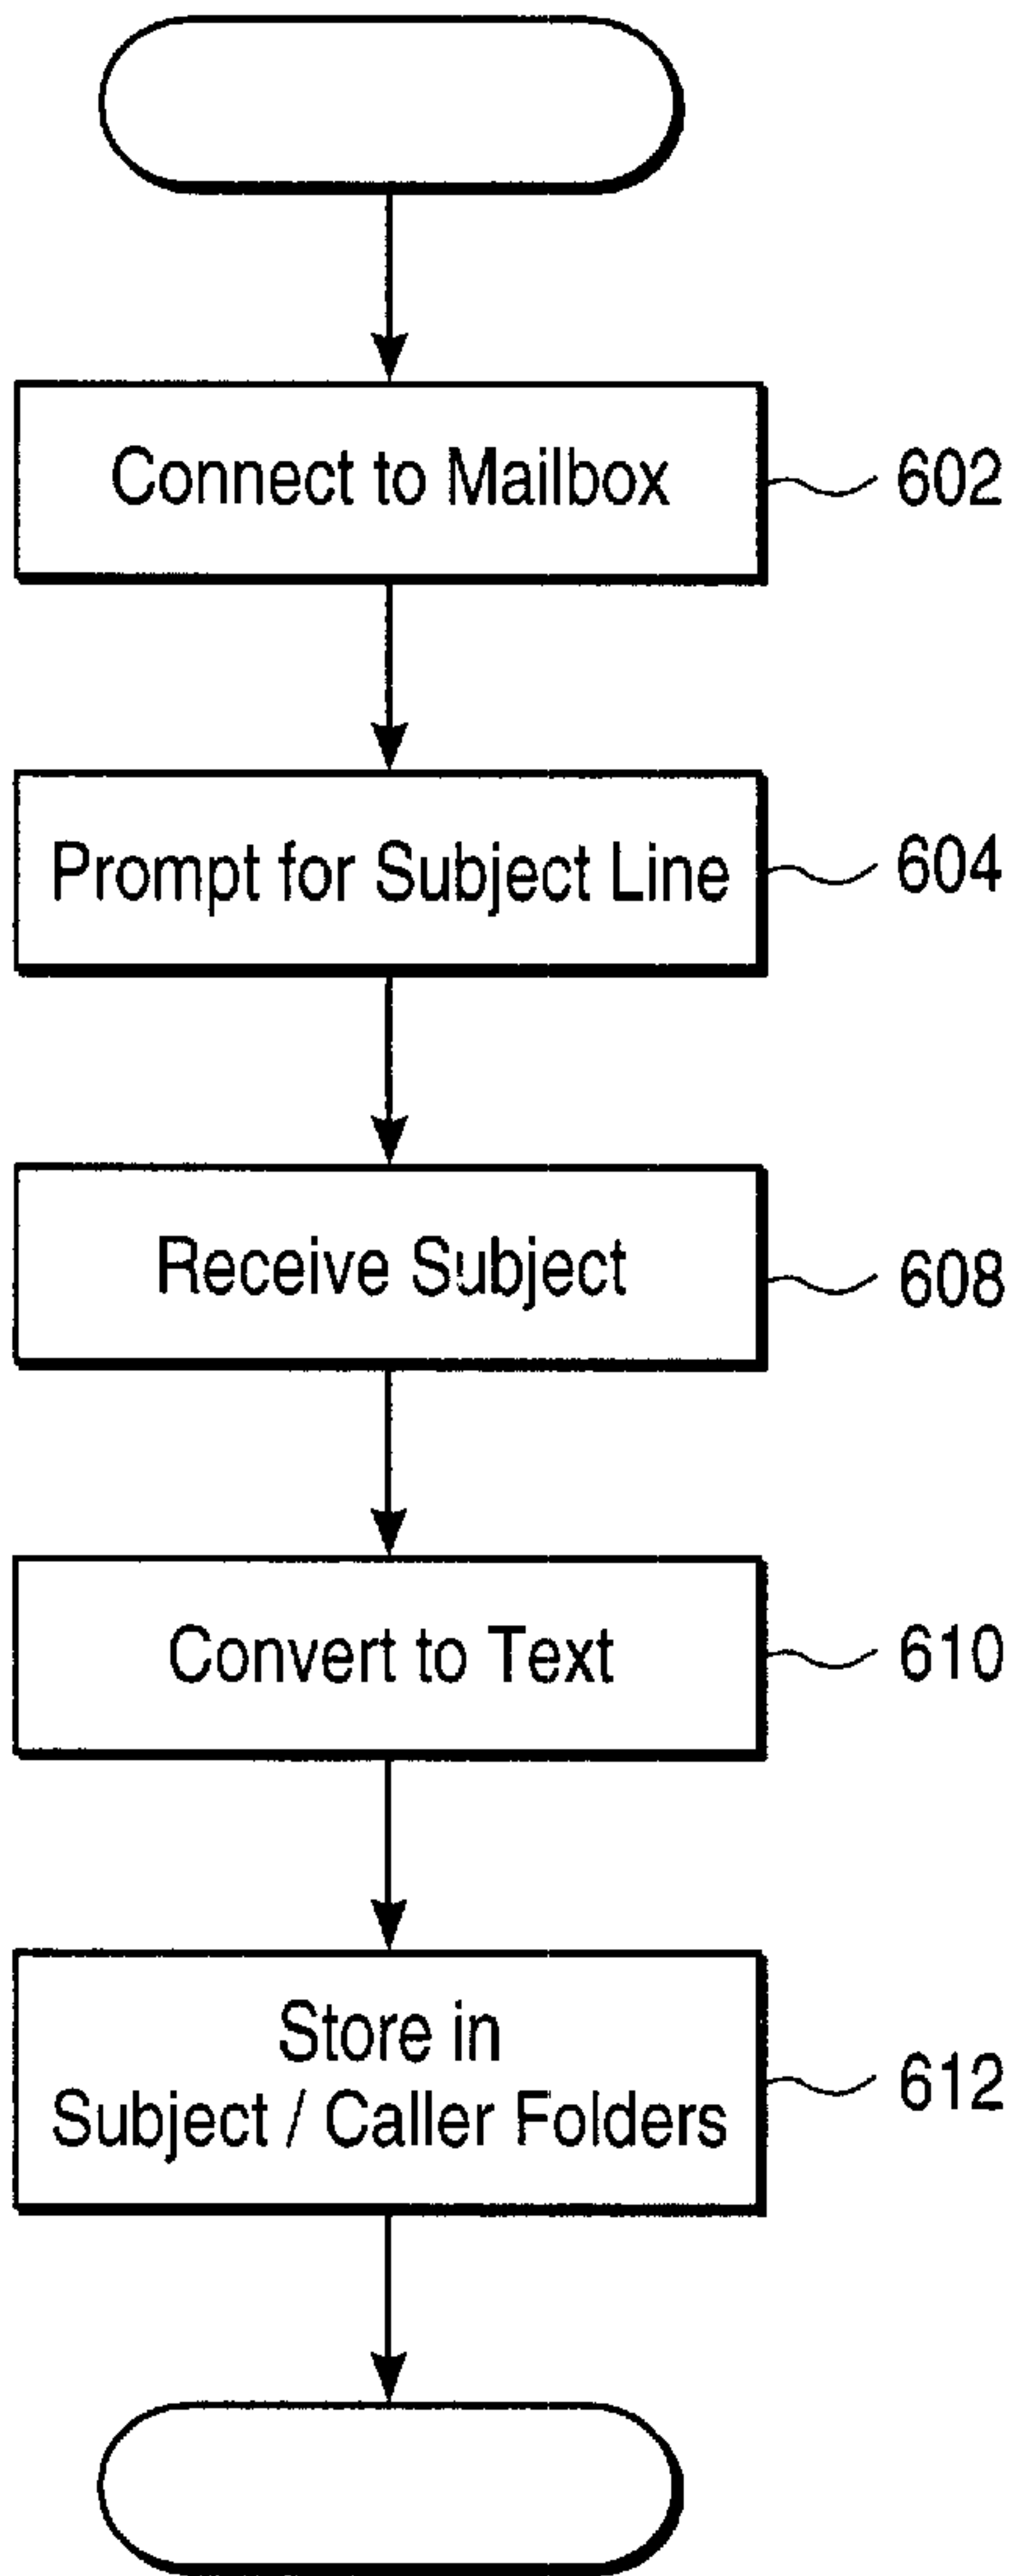 Connect to Mailbox
602
Prompt for Subject Line
604
Receive Subject
608
Convert to Text
610
Store in
Subject / Caller Folders
612